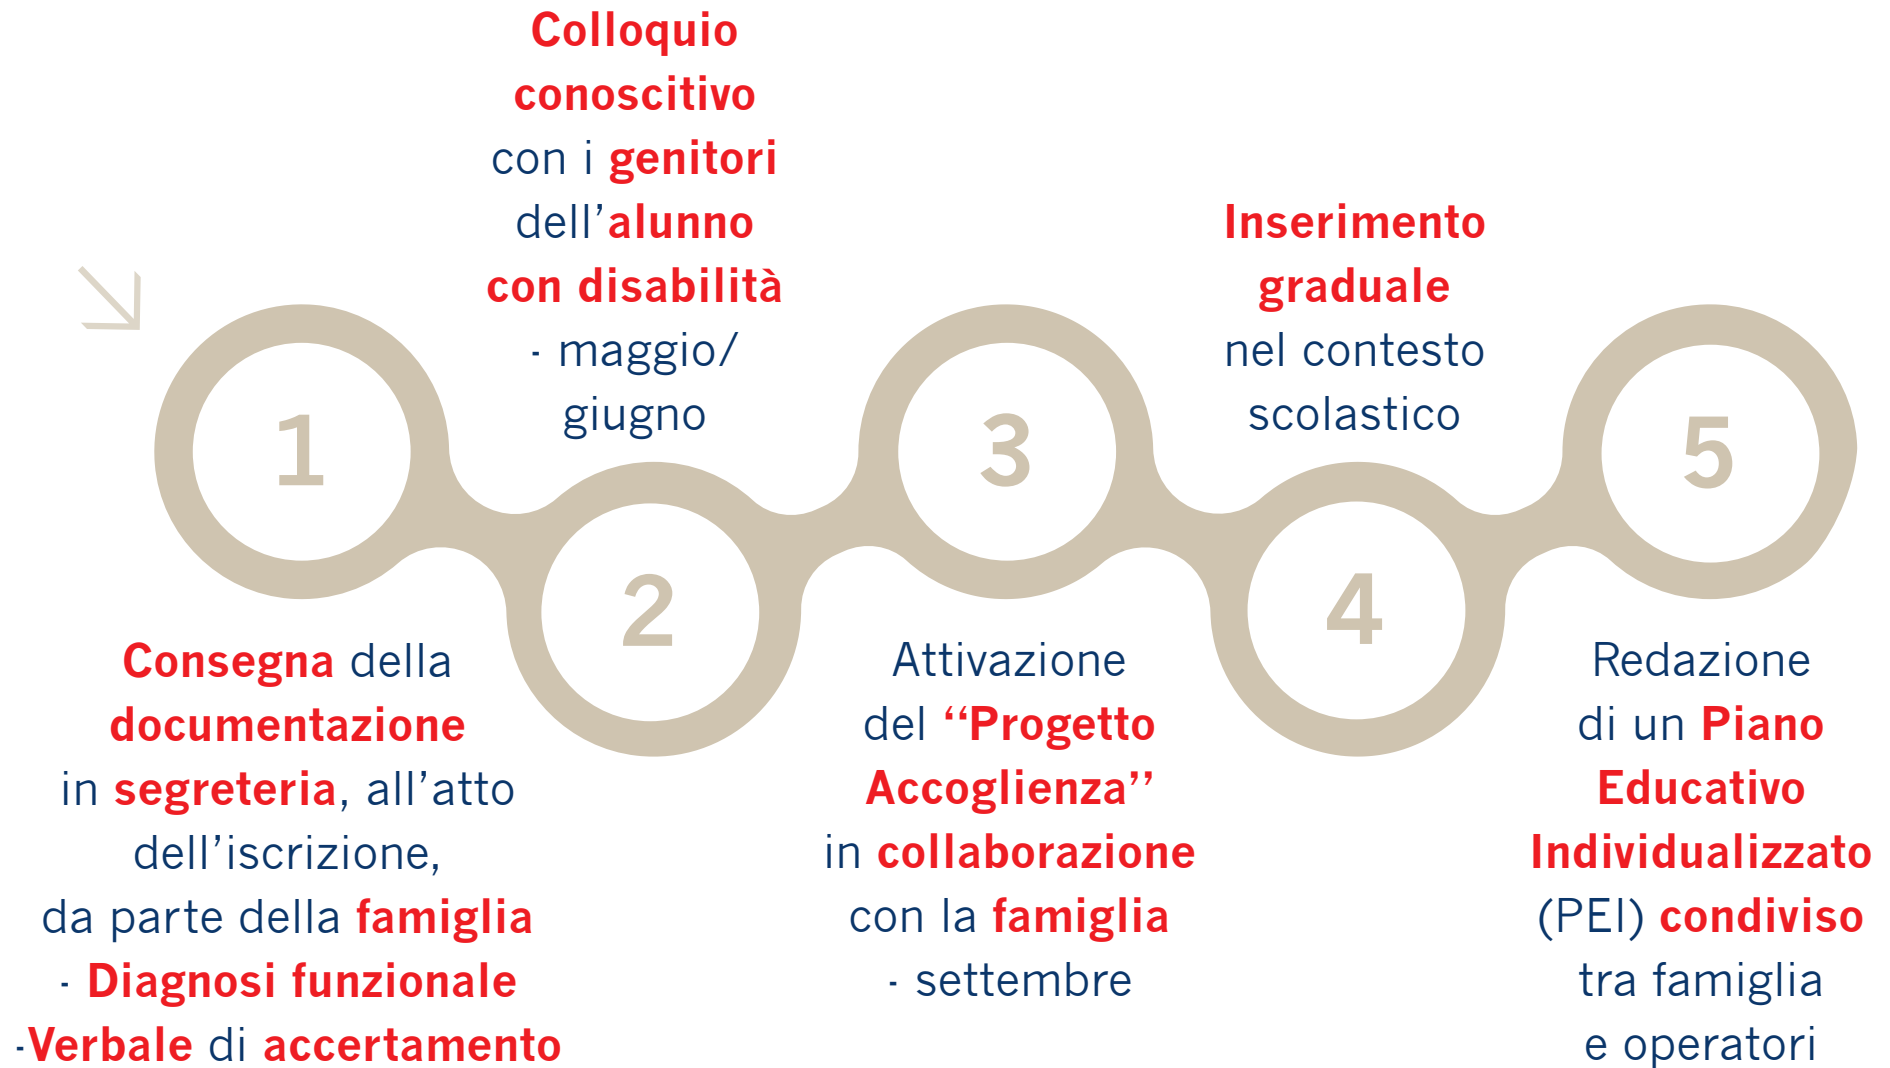 1
Consegna della
documentazione
in segreteria, all’atto
dell’iscrizione,
da parte della famiglia
- Diagnosi funzionale
-Verbale di accertamento
Colloquio
conoscitivo
con i genitori
dell’alunno
con disabilità
- maggio/
giugno
2
3
Attivazione
del “Progetto
Accoglienza”
in collaborazione
con la famiglia
- settembre
Inserimento
graduale
nel contesto
scolastico
4
5
Redazione
di un Piano
Educativo
Individualizzato
(PEI) condiviso
tra famiglia
e operatori